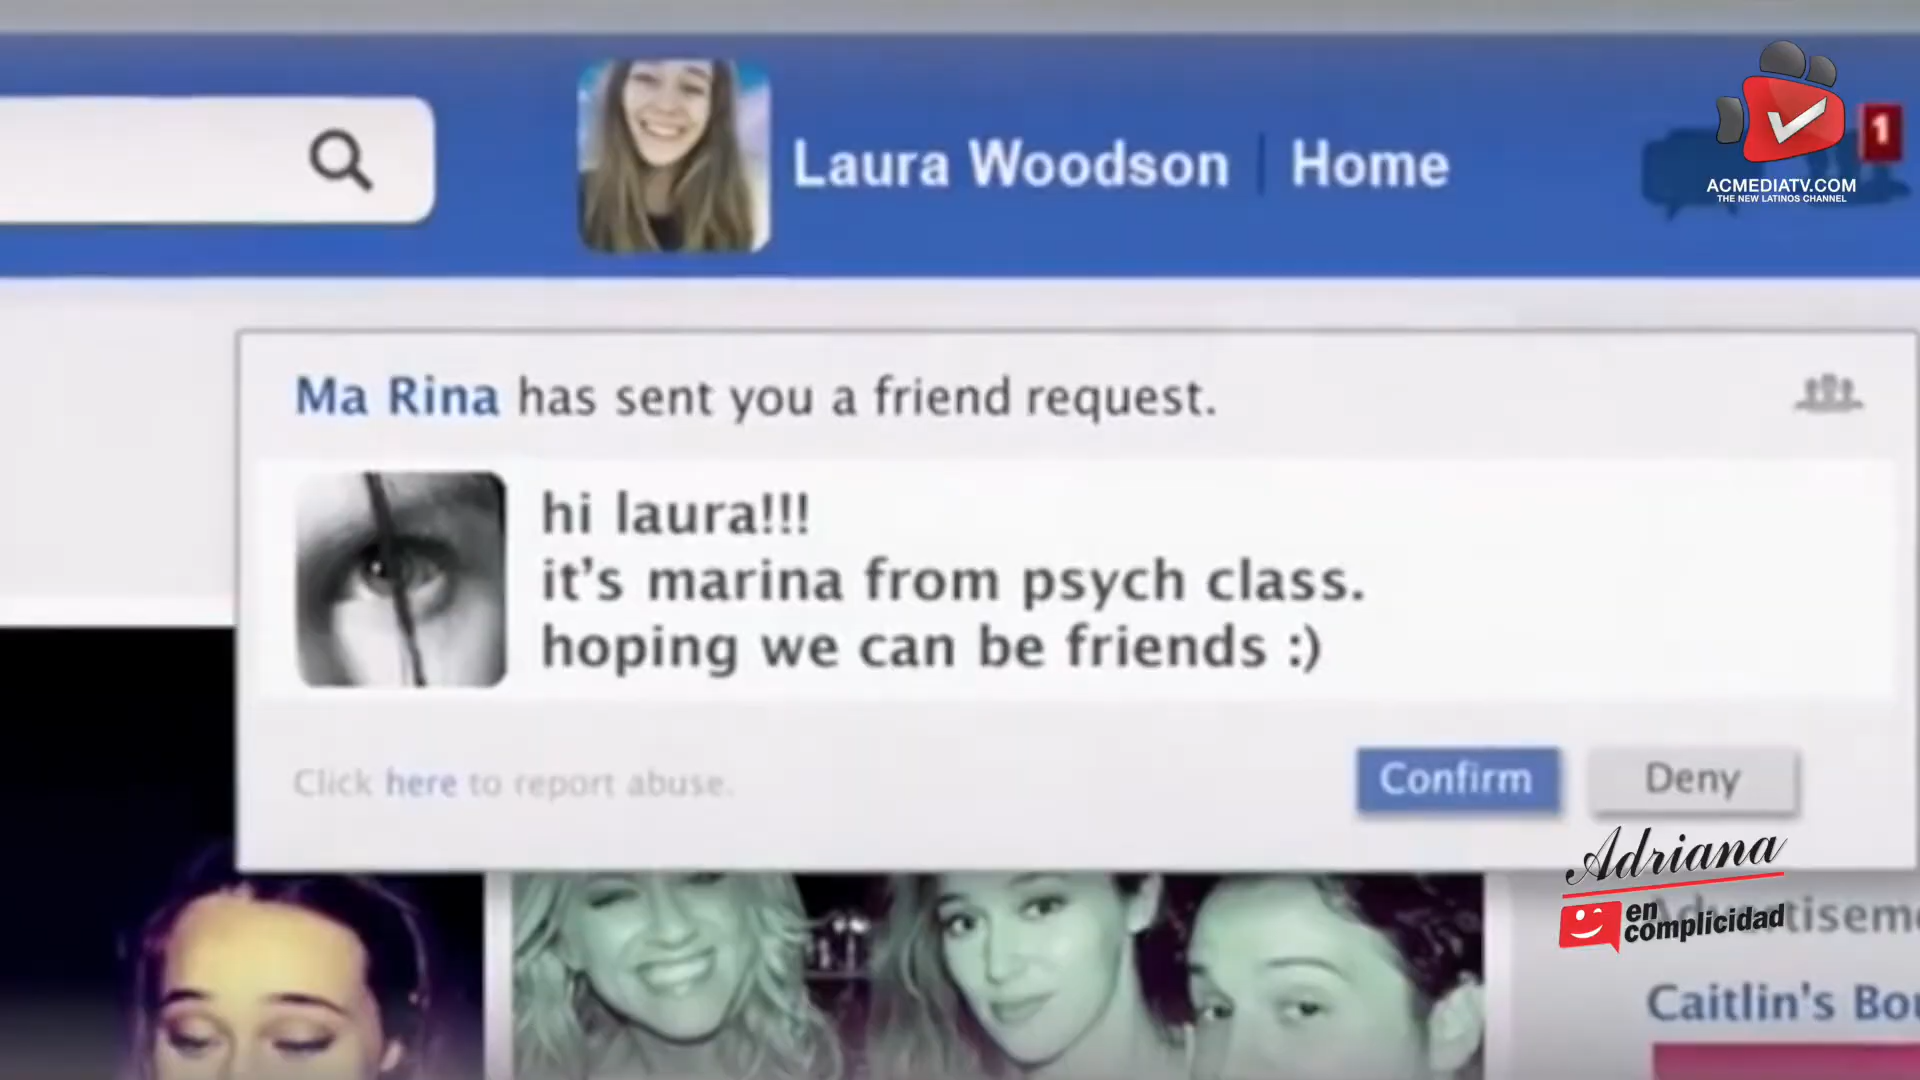 Laura Woodson | Home
1
ACMEDIATV.COM
THE NEW LATINOS CHANNEL
Ma Rina has sent you a friend request.
hi laura!!!
it's marina from psych class.
hoping we can be friends :)
Click here to report abuse.
Confirm
Deny
Adriana
en
complicidad
Caitlin's